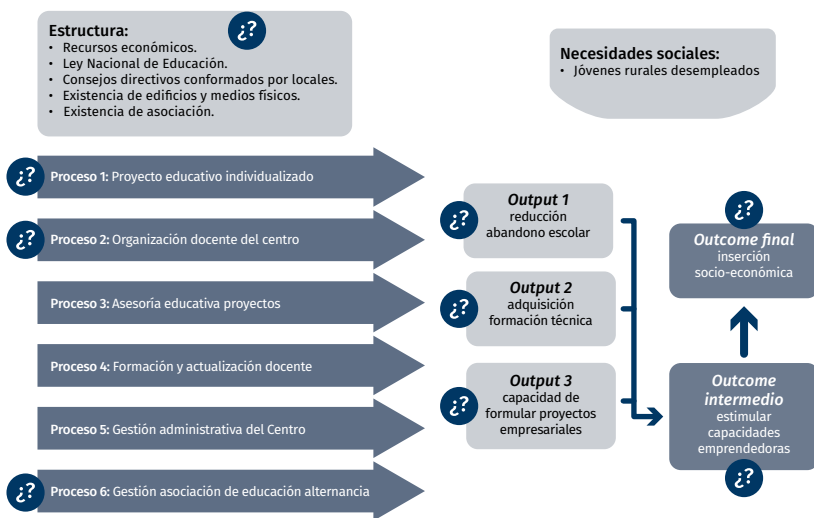 Estructura:
• Recursos económicos.
• Ley Nacional de Educación.
• Consejos directivos conformados por locales.
• Existencia de edificios y medios físicos.
• Existencia de asociación.
¿?
Necesidades sociales:
• Jóvenes rurales desempleados
¿?
Proceso 1: Proyecto educativo individualizado
¿?
Proceso 2: Organización docente del centro
Proceso 3: Asesoría educativa proyectos
Proceso 4: Formación y actualización docente
Proceso 5: Gestión administrativa del Centro
¿?
Proceso 6: Gestión asociación de educación alternancia
¿?
Output 1
reducción
abandono escolar
¿?
Output 2
adquisición
formación técnica
¿?
Output 3
capacidad de
formular proyectos
empresariales
¿?
Outcome final
inserción
socio-económica
Outcome
intermedio
estimular
capacidades
emprendedoras
¿?